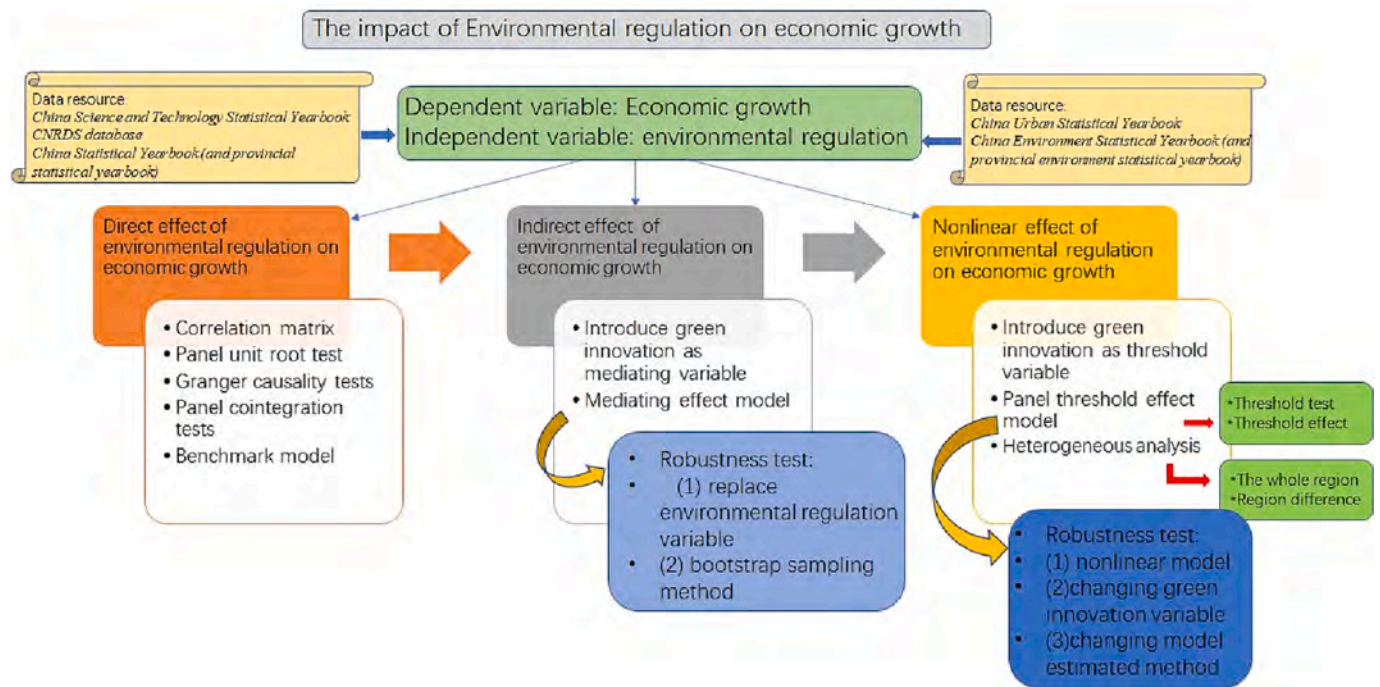 The impact of Environmental regulation on economic growth
Data resource:
China Science and Technology Statistical Yearbook
CNRDS database
China Statistical Yearbook (and provincial
statistical yearbook)
Dependent variable: Economic growth
Independent variable: environmental regulation
Data resource:
China Urban Statistical Yearbook
China Environment Statistical Yearbook (and
provincial environment statistical yearbook)
Direct effect of
environmental regulation on
economic growth
• Correlation matrix
• Panel unit root test
• Granger causality tests
• Panel cointegration
tests
• Benchmark model
Indirect effect of
environmental regulation on
economic growth
• Introduce green
innovation as
mediating variable
• Mediating effect model
• Robustness test:
• (1) replace
environmental regulation
variable
• (2) bootstrap sampling
method
Nonlinear effect of
environmental regulation
on economic growth
• Introduce green
innovation as threshold
variable
• Panel threshold effect
model
• Heterogeneous analysis
•Threshold test
•Threshold effect
•The whole region
•Region difference
• Robustness test:
• (1) nonlinear model
• (2)changing green
innovation variable
• (3)changing model
estimated method